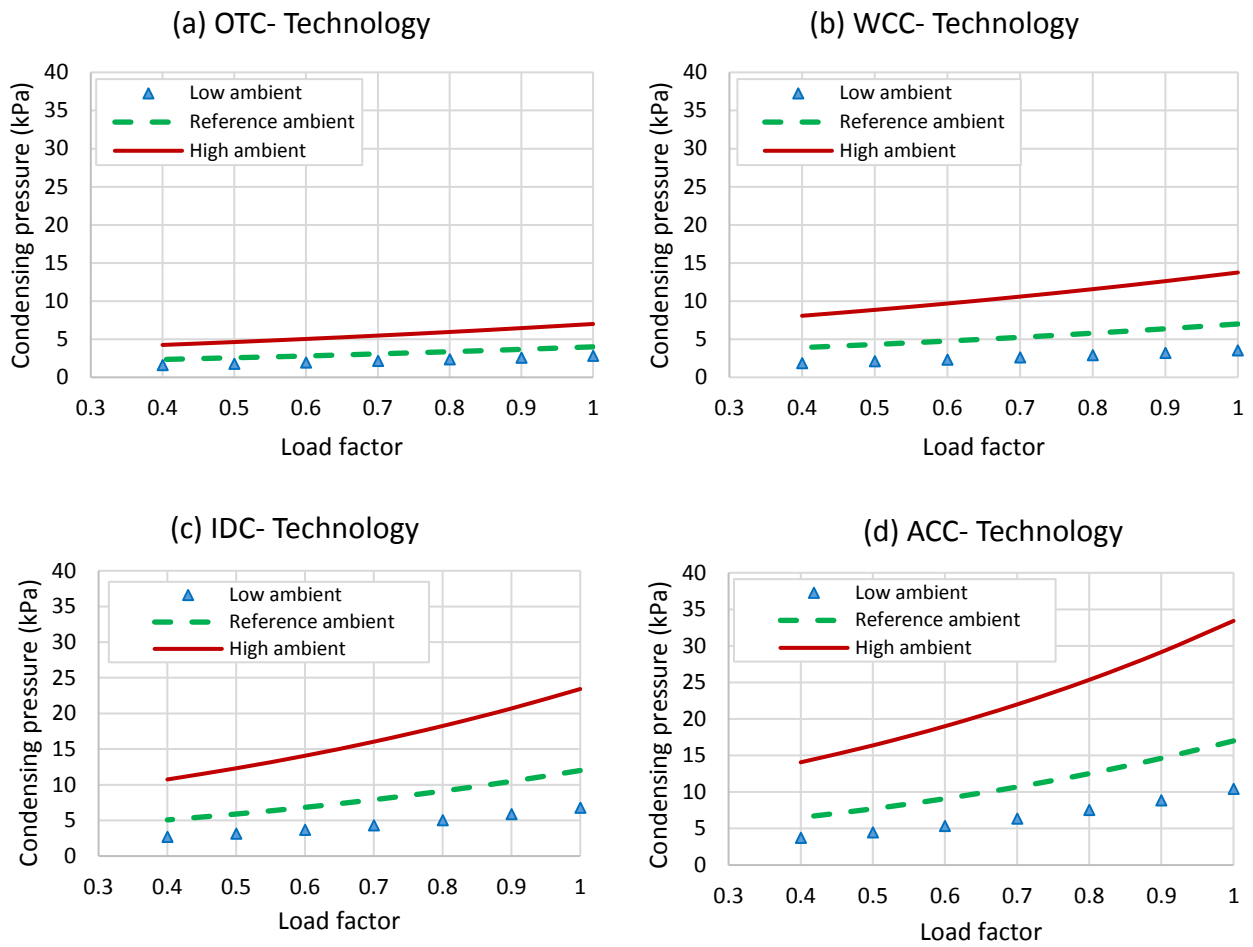 (a) OTC- Technology
Condensing pressure (kPa)
40
35
30
25
20
15
10
5
0
Low ambient
Reference ambient
High ambient
0.3 0.4 0.5 0.6 0.7 0.8 0.9 1
Load factor
(b) WCC- Technology
Condensing pressure (kPa)
40
35
30
25
20
15
10
5
0
Low ambient
Reference ambient
High ambient
0.3 0.4 0.5 0.6 0.7 0.8 0.9 1
Load factor
(c) IDC- Technology
Condensing pressure (kPa)
40
35
30
25
20
15
10
5
0
Low ambient
Reference ambient
High ambient
0.3 0.4 0.5 0.6 0.7 0.8 0.9 1
Load factor
(d) ACC- Technology
Condensing pressure (kPa)
40
35
30
25
20
15
10
5
0
Low ambient
Reference ambient
High ambient
0.3 0.4 0.5 0.6 0.7 0.8 0.9 1
Load factor